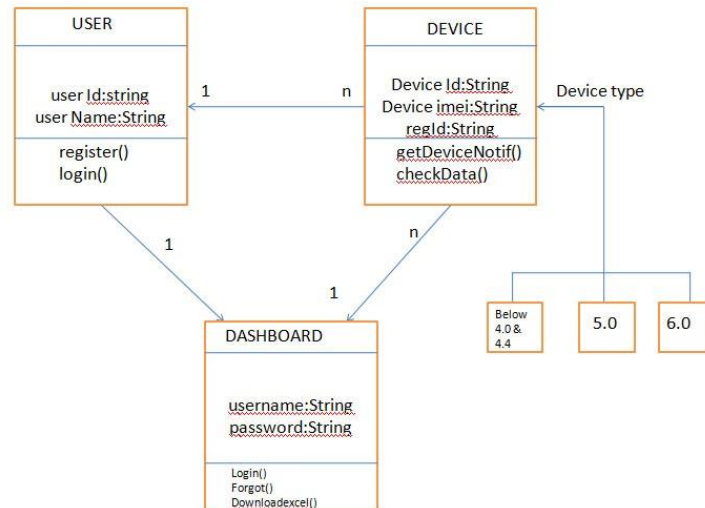 USER
user Id:string
user Name:String
register()
login()
1
n
DEVICE
Device Id:String
Device imei:String
regId:String
getDeviceNotif()
checkData()
Device type
Below
4.0 &
4.4
5.0
6.0
1
n
1
DASHBOARD
username:String
password:String
Login()
Forgot()
Downloadexcel()